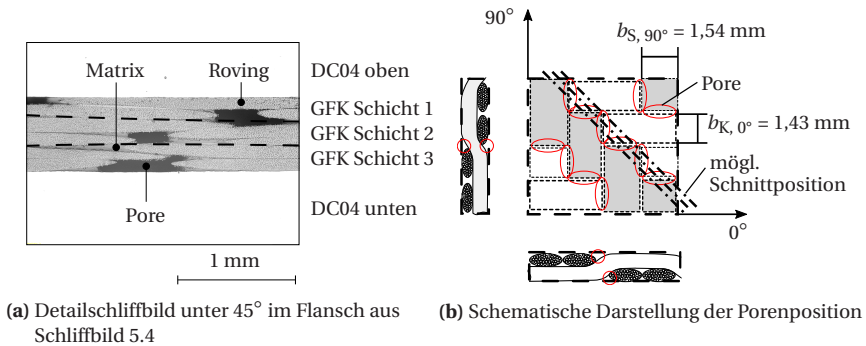 Matrix
Roving
DC04 oben
GFK Schicht 1
GFK Schicht 2
GFK Schicht 3
Pore
DC04 unten
1 mm
(a) Detailschliffbild unter 45° im Flansch aus
Schliffbild 5.4
90°
b_S, 90° = 1,54 mm
Pore
b_K, 0° = 1,43 mm
mögl.
Schnittposition
0°
(b) Schematische Darstellung der Porenposition